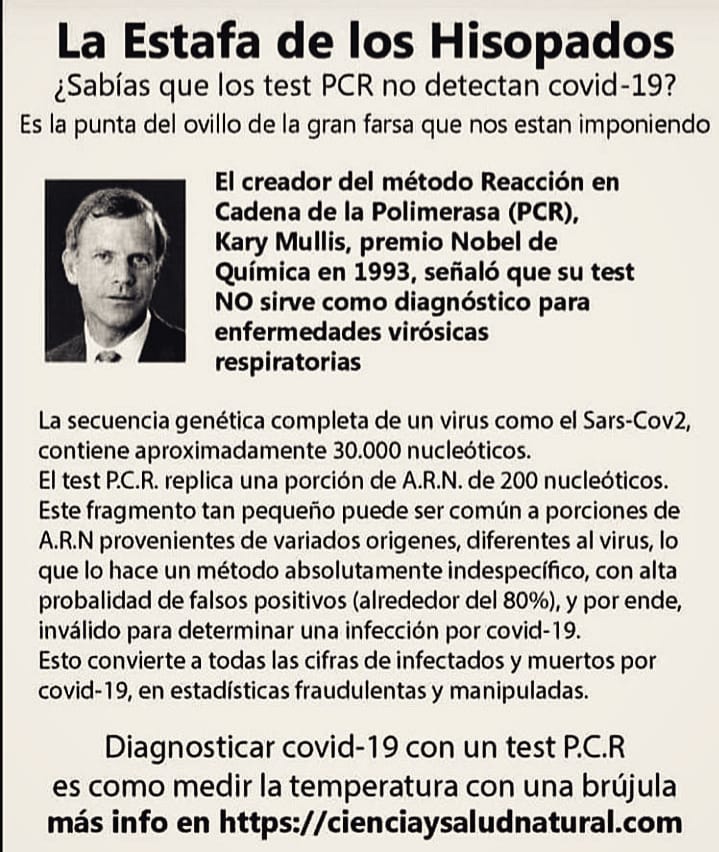 La Estafa de los Hisopados
¿Sabías que los test PCR no detectan covid-19?
Es la punta del ovillo de la gran farsa que nos estan imponiendo
El creador del método Reacción en
Cadena de la Polimerasa (PCR),
Kary Mullis, premio Nobel de
Química en 1993, señaló que su test
NO sirve como diagnóstico para
enfermedades virósicas
respiratorias
La secuencia genética completa de un virus como el Sars-Cov2,
contiene aproximadamente 30.000 nucleóticos.
El test P.C.R. replica una porción de A.R.N. de 200 nucleóticos.
Este fragmento tan pequeño puede ser común a porciones de
A.R.N provenientes de variados origenes, diferentes al virus, lo
que lo hace un método absolutamente indespecífico, con alta
probalidad de falsos positivos (alrededor del 80%), y por ende,
inválido para determinar una infección por covid-19.
Esto convierte a todas las cifras de infectados y muertos por
covid-19, en estadísticas fraudulentas y manipuladas.
Diagnosticar covid-19 con un test P.C.R
es como medir la temperatura con una brújula
más info en https://cienciaysaludnatural.com